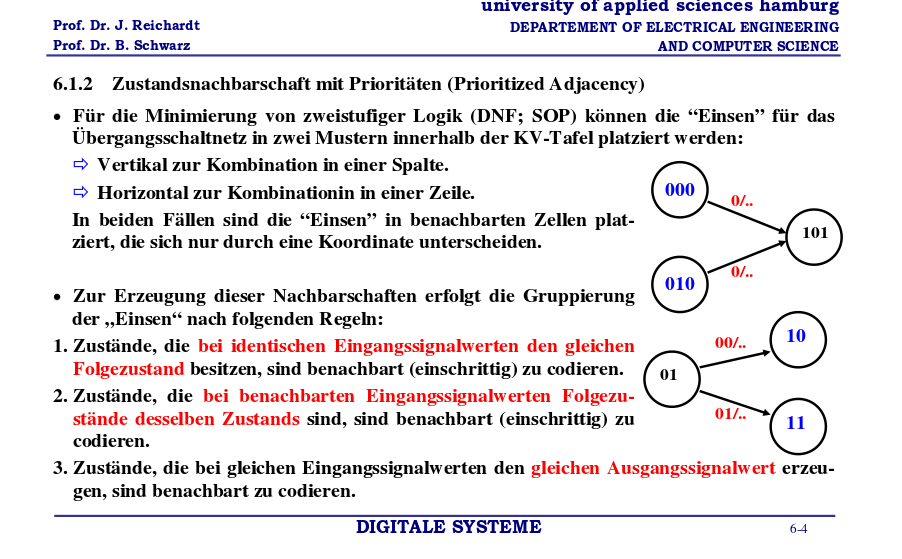 university of applied sciences hamburg
Prof. Dr. J. Reichardt
DEPARTEMENT OF ELECTRICAL ENGINEERING
Prof. Dr. B. Schwarz
AND COMPUTER SCIENCE
6.1.2 Zustandsnachbarschaft mit Prioritäten (Prioritized Adjacency)
• Für die Minimierung von zweistufiger Logik (DNF; SOP) können die “Einsen” für das
Übergangsschaltnetz in zwei Mustern innerhalb der KV-Tafel platziert werden:
⇨ Vertikal zur Kombination in einer Spalte.
⇨ Horizontal zur Kombinationin in einer Zeile.
In beiden Fällen sind die “Einsen” in benachbarten Zellen plat-
ziert, die sich nur durch eine Koordinate unterscheiden.
000
0/..
101
010
0/..
• Zur Erzeugung dieser Nachbarschaften erfolgt die Gruppierung
der „Einsen“ nach folgenden Regeln:
1. Zustände, die bei identischen Eingangssignalwerten den gleichen
Folgezustand besitzen, sind benachbart (einschrittig) zu codieren.
2. Zustände, die bei benachbarten Eingangssignalwerten Folgezu-
stände desselben Zustands sind, sind benachbart (einschrittig) zu
codieren.
10
00/..
01
01/..
11
3. Zustände, die bei gleichen Eingangssignalwerten den gleichen Ausgangssignalwert erzeu-
gen, sind benachbart zu codieren.
DIGITALE SYSTEME
6-4